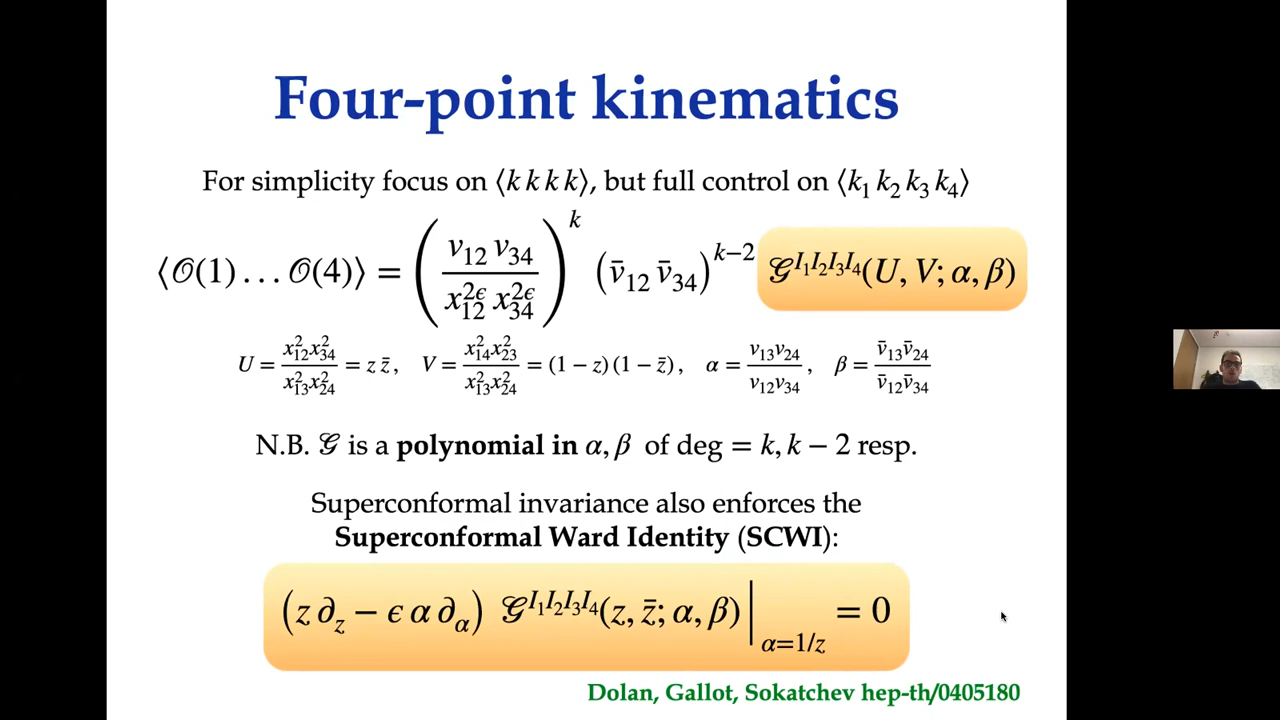 Four-point kinematics
For simplicity focus on ⟨k k k k⟩, but full control on ⟨k₁ k₂ k₃ k₄⟩
⟨𝒪(1) … 𝒪(4)⟩ = (v₁₂ v₃₄ / x₁₂^{2ϵ} x₃₄^{2ϵ})^k (v̄₁₂ v̄₃₄)^{k−2} 𝒢^{I₁I₂I₃I₄}(U, V; α, β)
U = x₁₂²x₃₄² / x₁₃²x₂₄² = z z̄, V = x₁₄²x₂₃² / x₁₃²x₂₄² = (1 − z)(1 − z̄), α = v₁₃v₂₄ / v₁₂v₃₄, β = v̄₁₃v̄₂₄ / v̄₁₂v̄₃₄
N.B. 𝒢 is a polynomial in α, β of deg = k, k − 2 resp.
Superconformal invariance also enforces the
Superconformal Ward Identity (SCWI):
(z ∂_z − ϵ α ∂_α) 𝒢^{I₁I₂I₃I₄}(z, z̄; α, β)|_{α=1/z} = 0
Dolan, Gallot, Sokatchev hep-th/0405180